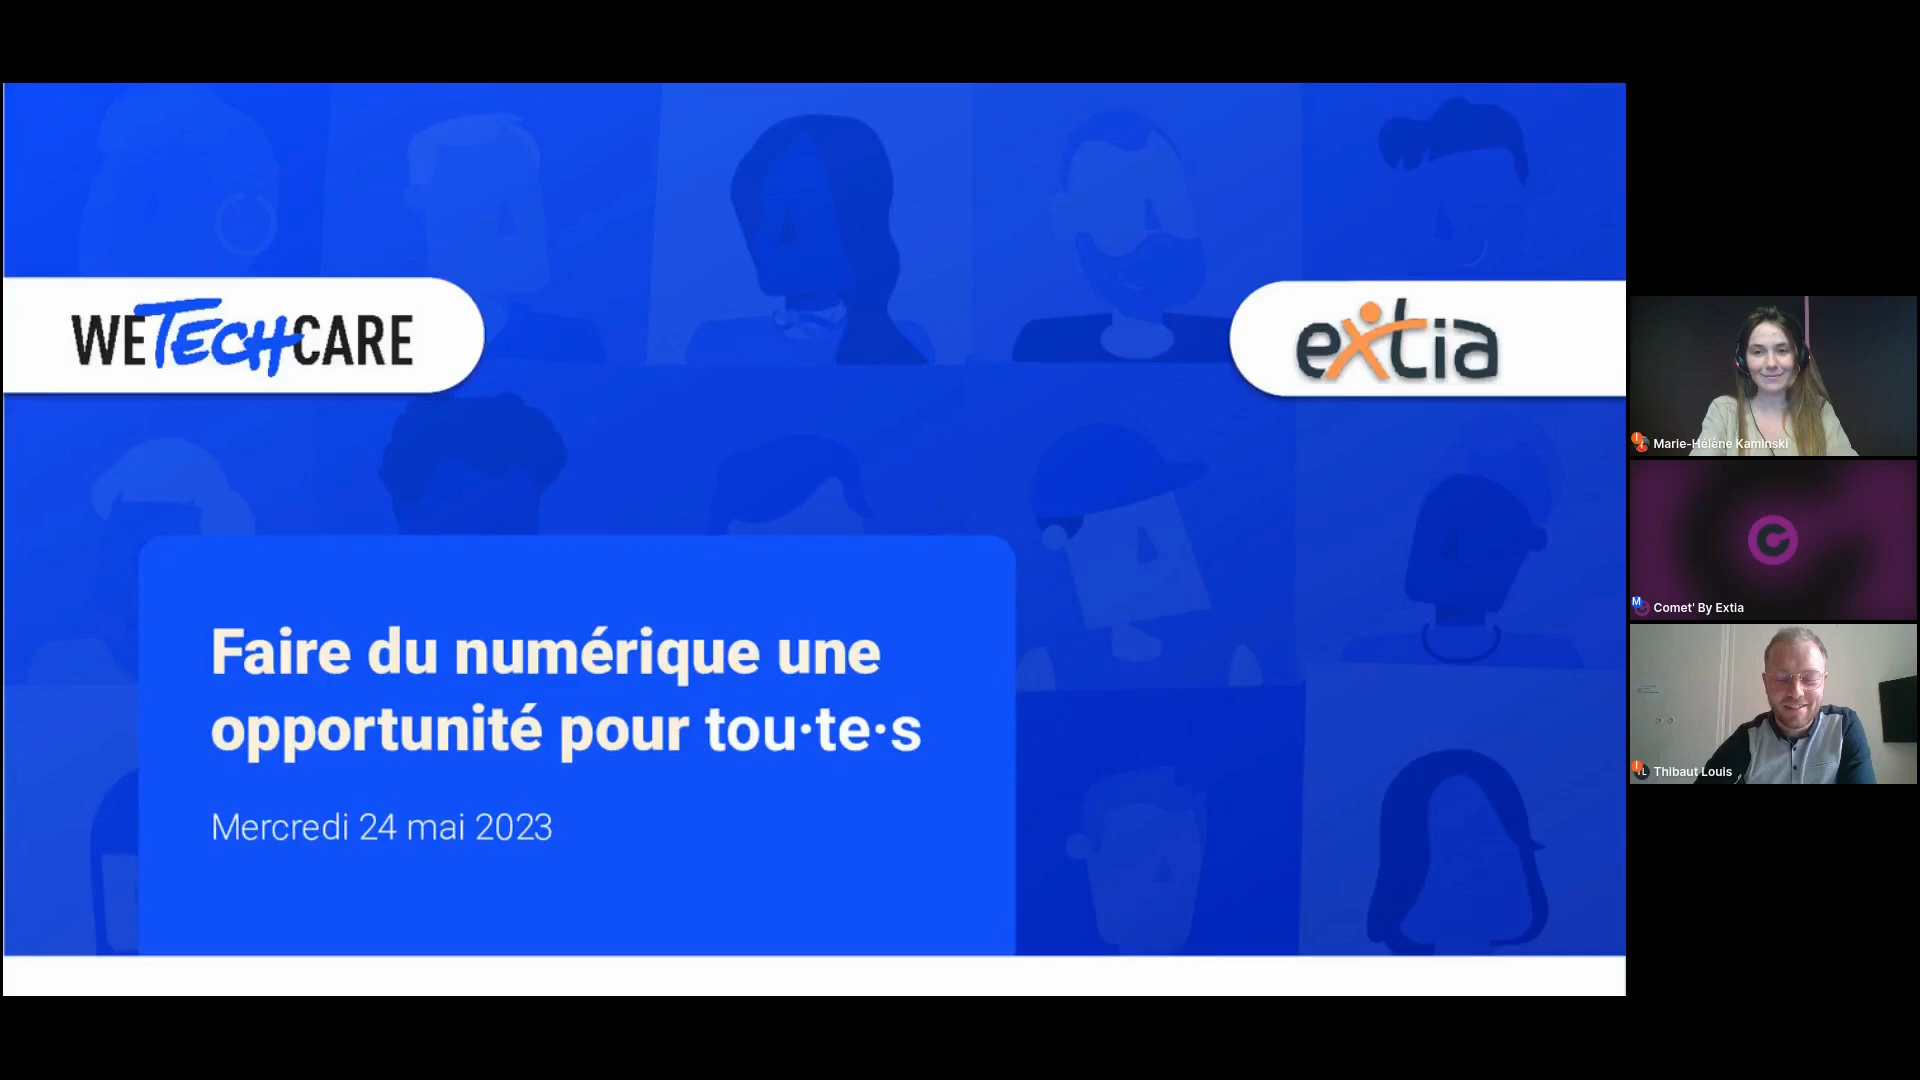 WETECHCARE
extia
Faire du numérique une
opportunité pour tou·te·s
Mercredi 24 mai 2023
Marie-Hélène Kaminski
M
Comet' By Extia
TL
Thibaut Louis